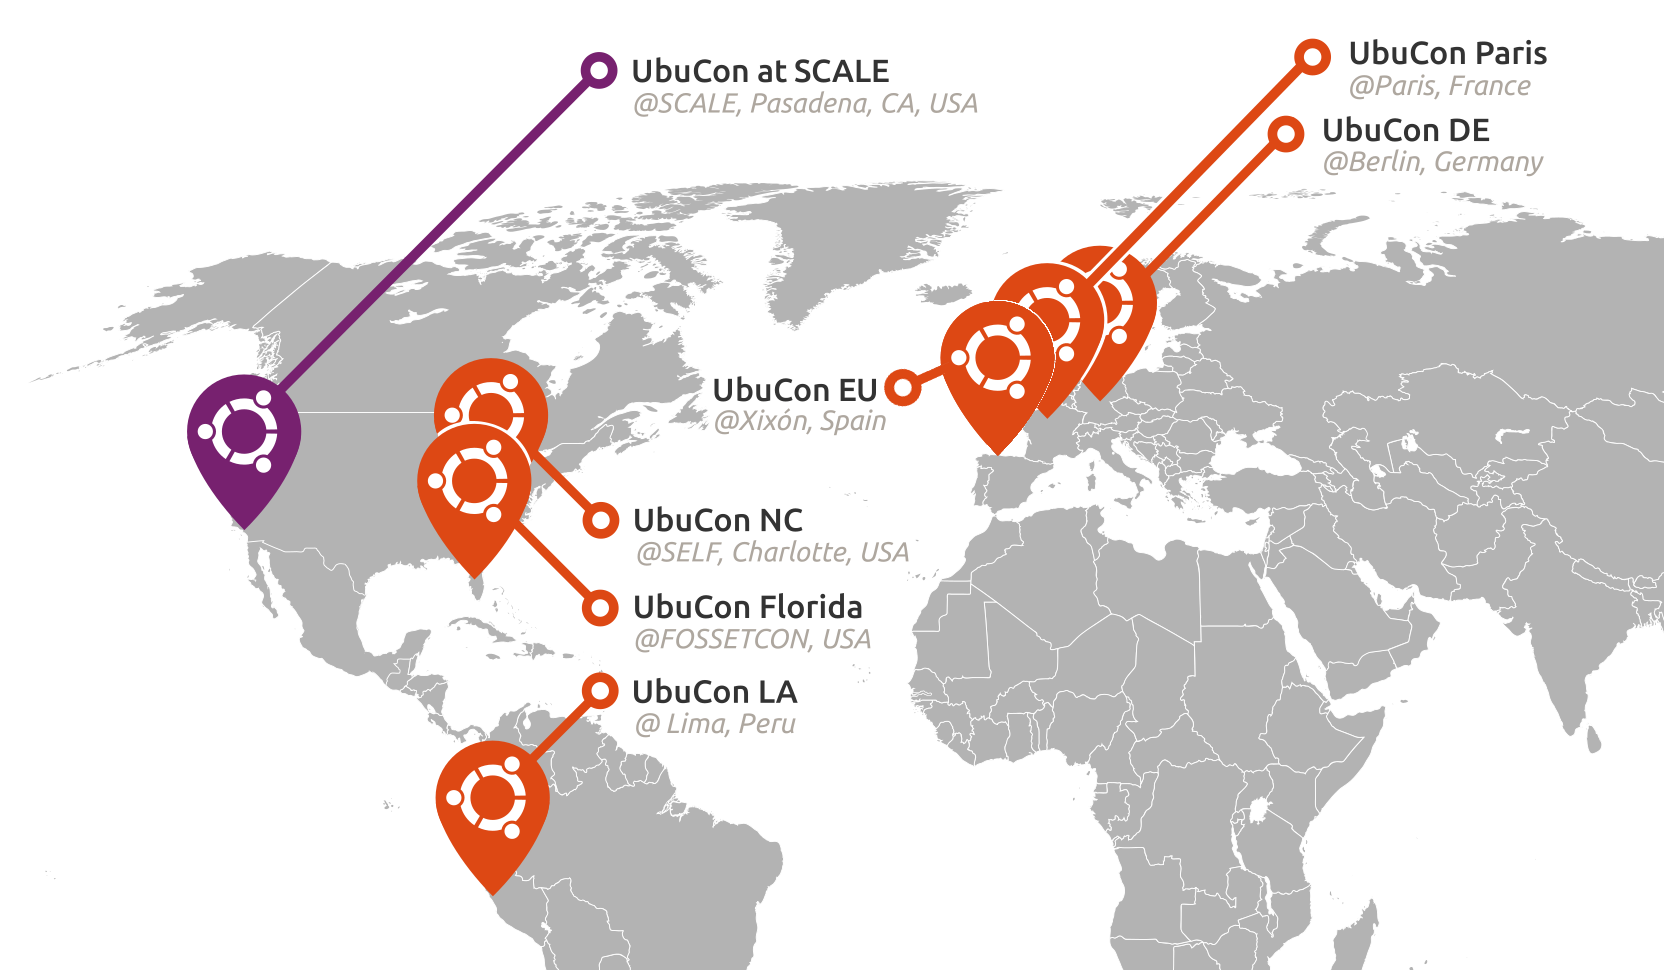 UbuCon at SCALE
@SCALE, Pasadena, CA, USA
UbuCon Paris
@Paris, France
UbuCon DE
@Berlin, Germany
UbuCon EU
@Xixón, Spain
UbuCon NC
@SELF, Charlotte, USA
UbuCon Florida
@FOSSETCON, USA
UbuCon LA
@ Lima, Peru